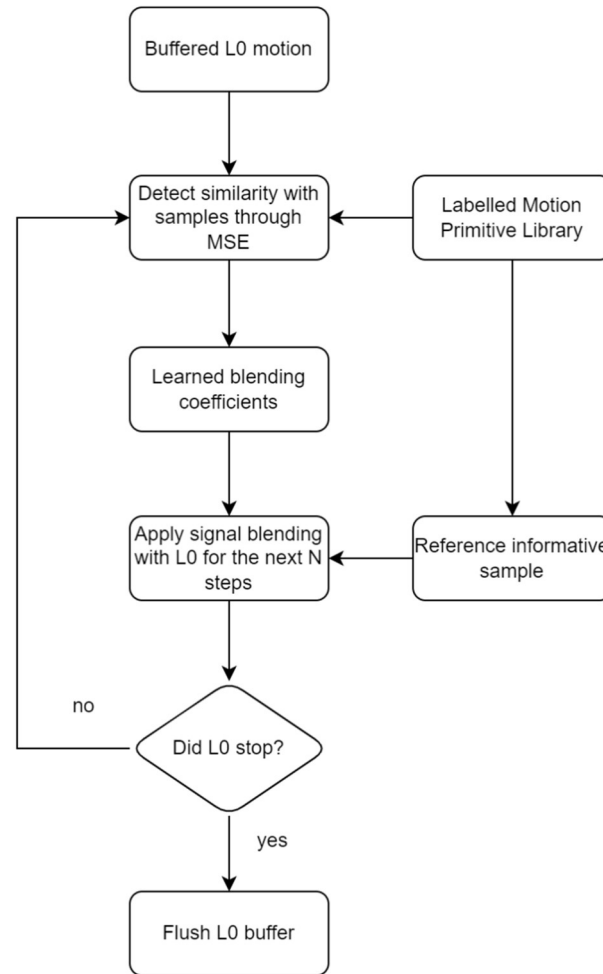 Buffered L0 motion
Detect similarity with
samples through
MSE
Labelled Motion
Primitive Library
Learned blending
coefficients
Apply signal blending
with L0 for the next N
steps
Reference informative
sample
no
Did L0 stop?
yes
Flush L0 buffer